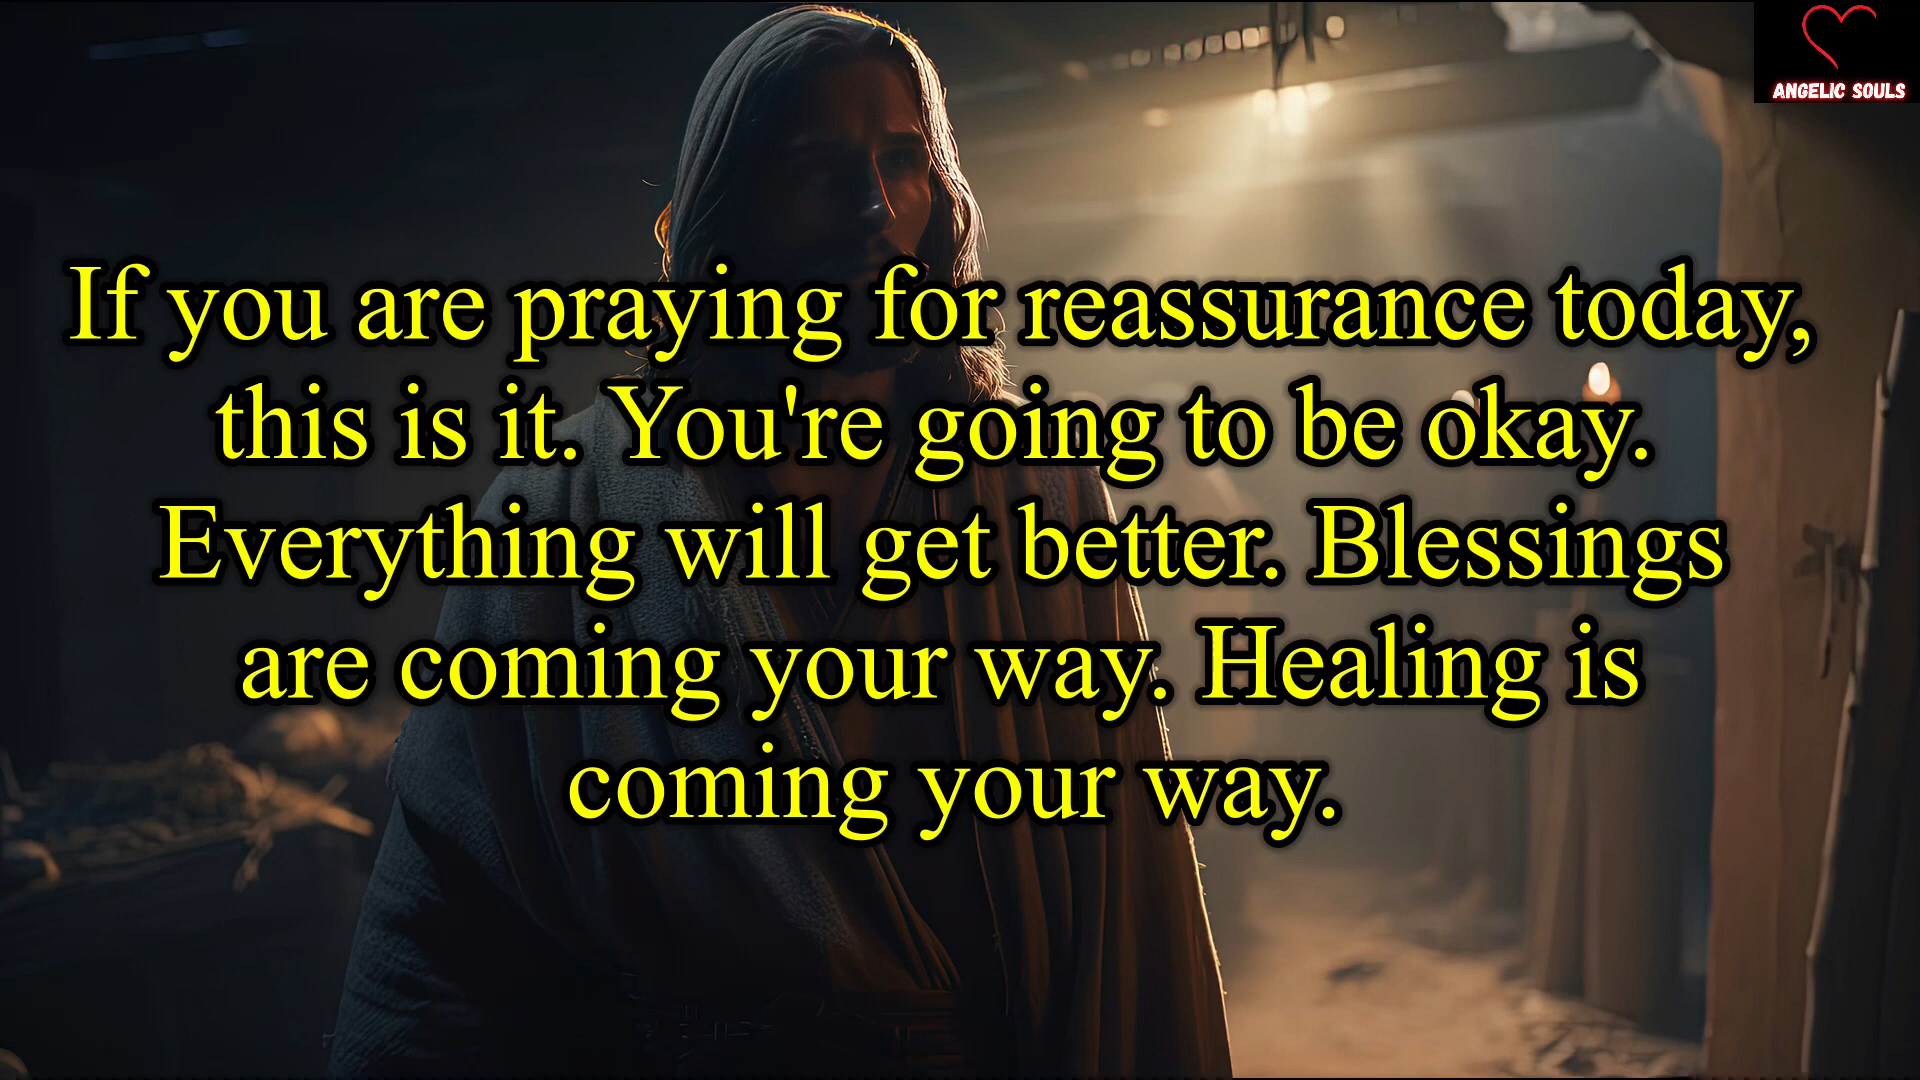 ANGELIC SOULS
If you are praying for reassurance today,
this is it. You're going to be okay.
Everything will get better. Blessings
are coming your way. Healing is
coming your way.